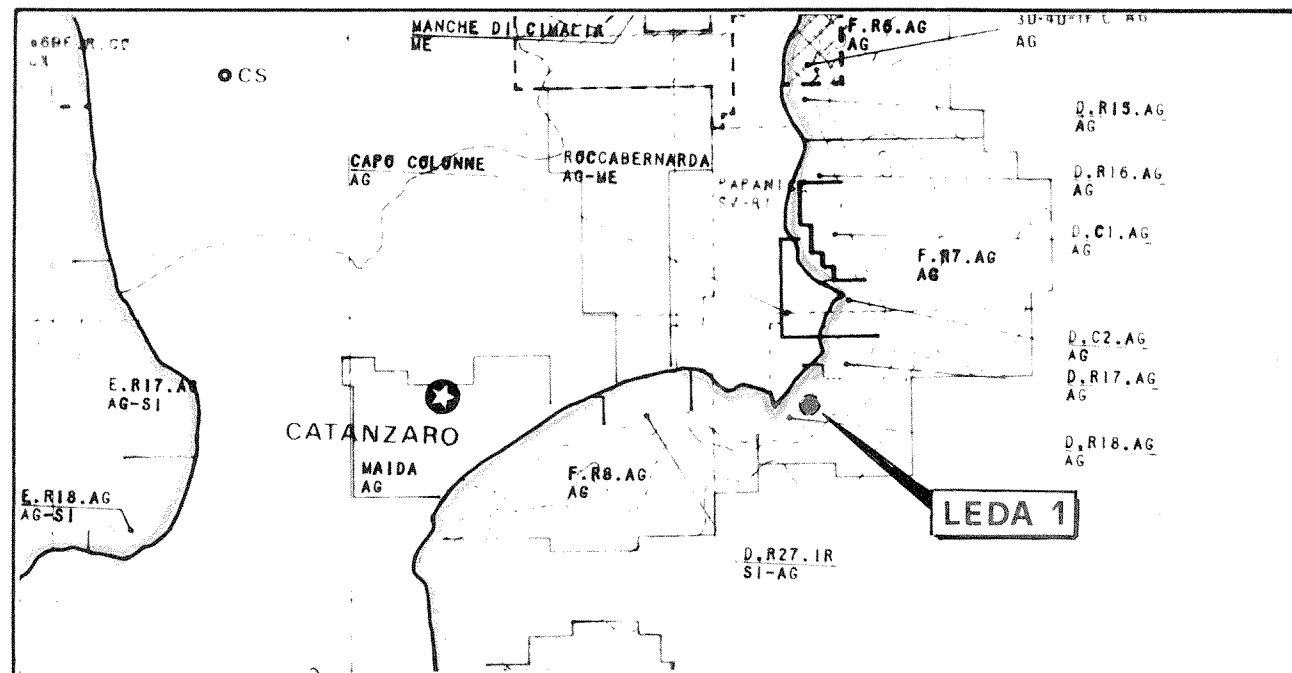 MANCHE DI CIMALIA
ME
F.R6.AG
AG
AG
CS
D.R15.AG
AG
CAPO COLONNE
AG
ROCCABERNARDA
AG-ME
D.R16.AG
AG
D.C1.AG
AG
F.R7.AG
AG
D.C2.AG
AG
D.R17.AG
AG
E.R17.AG
AG-SI
CATANZARO
D.R18.AG
AG
MAIDA
AG
F.R8.AG
AG
E.R18.AG
AG-SI
LEDA 1
D.R27.IR
SI-AG